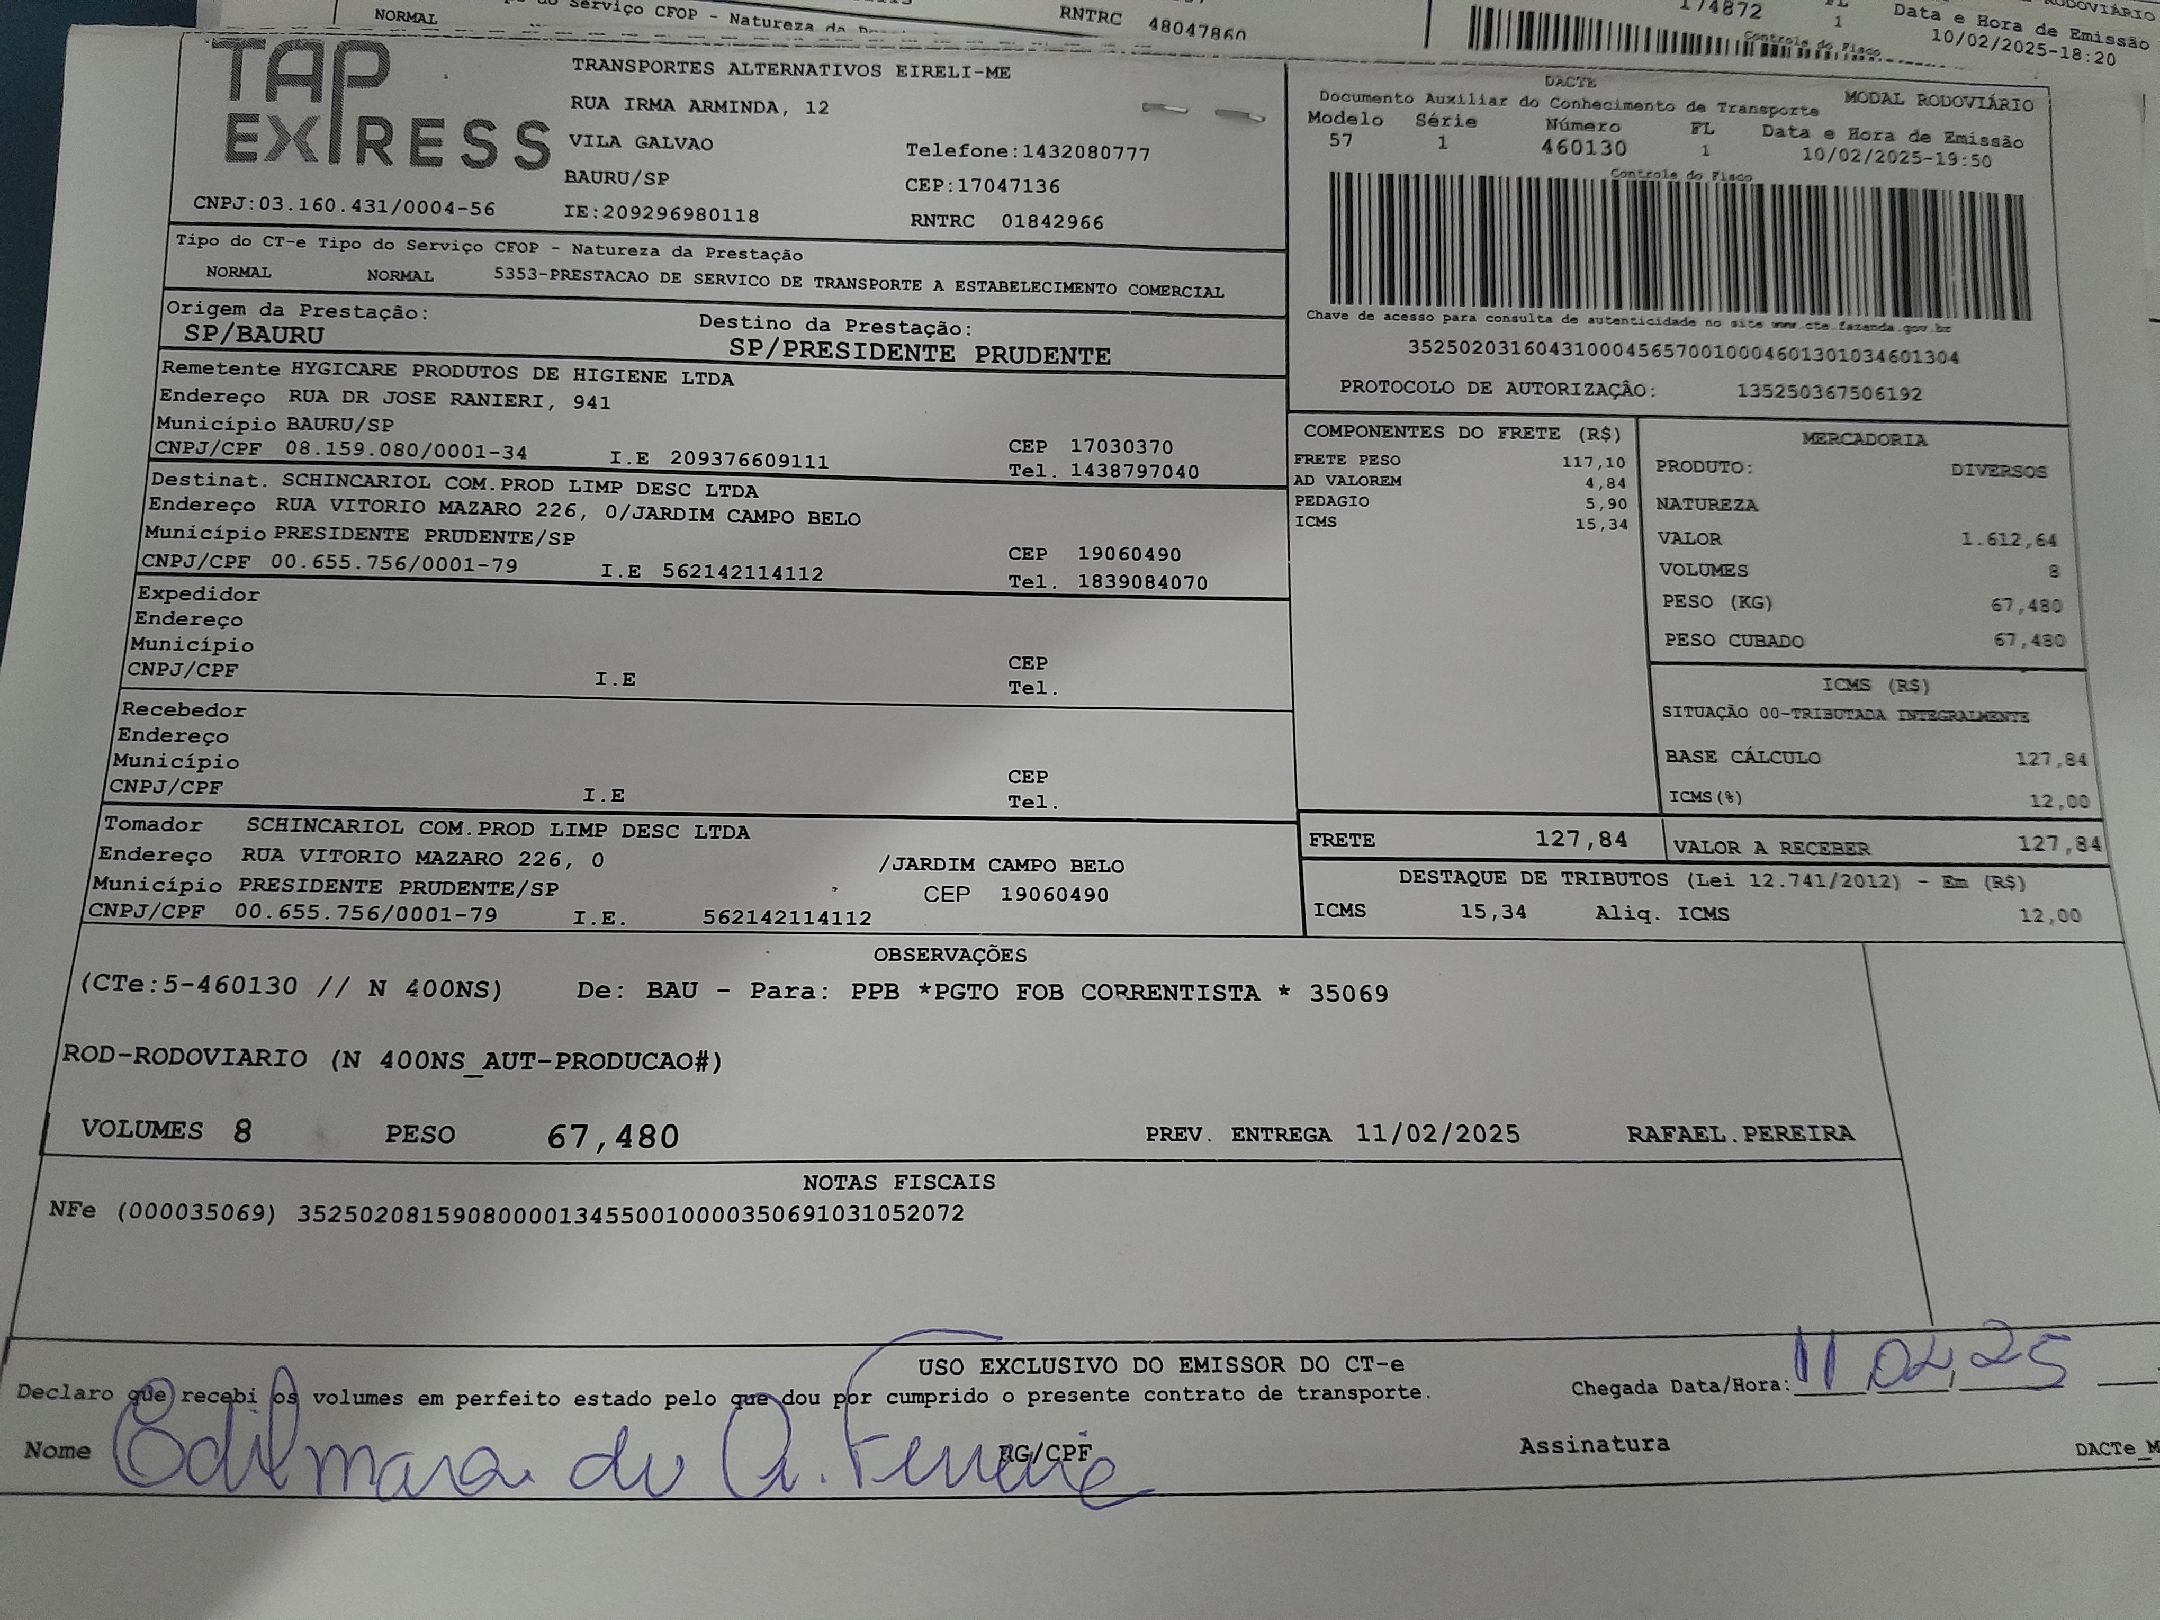 NORMAL
Serviço CFOP - Natureza da
RNTRC 48047860
174872
FL
1
Data e Hora de Emissão
10/02/2025-18:20
Controle do Fisco
TAP EXPRESS
CNPJ:03.160.431/0004-56
TRANSPORTES ALTERNATIVOS EIRELI-ME
RUA IRMA ARMINDA, 12
VILA GALVAO
Telefone:1432080777
BAURU/SP
CEP:17047136
IE:209296980118
RNTRC 01842966
DACTE
Documento Auxiliar do Conhecimento de Transporte
MODAL RODOVIÁRIO
Modelo Série Número FL Data e Hora de Emissão
57 1 460130 1 10/02/2025-19:50
Controle do Fisco
Chave de acesso para consulta de autenticidade no site www.cte.fazenda.gov.br
35250203160431000456570010004601301034601304
PROTOCOLO DE AUTORIZAÇÃO: 135250367506192
Tipo do CT-e Tipo do Serviço CFOP - Natureza da Prestação
NORMAL NORMAL 5353-PRESTACAO DE SERVICO DE TRANSPORTE A ESTABELECIMENTO COMERCIAL
Origem da Prestação:
SP/BAURU
Destino da Prestação:
SP/PRESIDENTE PRUDENTE
Remetente HYGICARE PRODUTOS DE HIGIENE LTDA
Endereço RUA DR JOSE RANIERI, 941
Município BAURU/SP
CEP 17030370
CNPJ/CPF 08.159.080/0001-34 I.E 209376609111 Tel. 1438797040
Destinat. SCHINCARIOL COM.PROD LIMP DESC LTDA
Endereço RUA VITORIO MAZARO 226, 0/JARDIM CAMPO BELO
Município PRESIDENTE PRUDENTE/SP
CEP 19060490
CNPJ/CPF 00.655.756/0001-79 I.E 562142114112 Tel. 1839084070
Expedidor
Endereço
Município
CEP
CNPJ/CPF I.E Tel.
Recebedor
Endereço
Município
CEP
CNPJ/CPF I.E Tel.
Tomador SCHINCARIOL COM.PROD LIMP DESC LTDA
Endereço RUA VITORIO MAZARO 226, 0 /JARDIM CAMPO BELO
Município PRESIDENTE PRUDENTE/SP CEP 19060490
CNPJ/CPF 00.655.756/0001-79 I.E. 562142114112
COMPONENTES DO FRETE (R$)
FRETE PESO 117,10
AD VALOREM 4,84
PEDAGIO 5,90
ICMS 15,34
MERCADORIA
PRODUTO: DIVERSOS
NATUREZA
VALOR 1.612,64
VOLUMES 8
PESO (KG) 67,480
PESO CUBADO 67,480
ICMS (R$)
SITUAÇÃO 00-TRIBUTADA INTEGRALMENTE
BASE CÁLCULO 127,84
ICMS(%) 12,00
FRETE 127,84
VALOR A RECEBER 127,84
DESTAQUE DE TRIBUTOS (Lei 12.741/2012) - Em (R$)
ICMS 15,34 Aliq. ICMS 12,00
OBSERVAÇÕES
(CTe:5-460130 // N 400NS) De: BAU - Para: PPB *PGTO FOB CORRENTISTA * 35069
ROD-RODOVIARIO (N 400NS_AUT-PRODUCAO#)
VOLUMES 8 PESO 67,480 PREV. ENTREGA 11/02/2025 RAFAEL.PEREIRA
NOTAS FISCAIS
NFe (000035069) 35250208159080000134550010000350691031052072
USO EXCLUSIVO DO EMISSOR DO CT-e
Declaro que recebi os volumes em perfeito estado pelo que dou por cumprido o presente contrato de transporte.
Chegada Data/Hora: 11 02, 25
Nome Edilmara
RG/CPF
Assinatura
DACTe_M